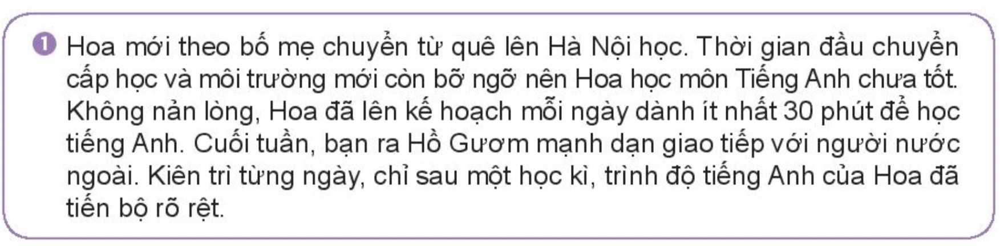 1 Hoa mới theo bố mẹ chuyển từ quê lên Hà Nội học. Thời gian đầu chuyển
cấp học và môi trường mới còn bỡ ngỡ nên Hoa học môn Tiếng Anh chưa tốt.
Không nản lòng, Hoa đã lên kế hoạch mỗi ngày dành ít nhất 30 phút để học
tiếng Anh. Cuối tuần, bạn ra Hồ Gươm mạnh dạn giao tiếp với người nước
ngoài. Kiên trì từng ngày, chỉ sau một học kì, trình độ tiếng Anh của Hoa đã
tiến bộ rõ rệt.